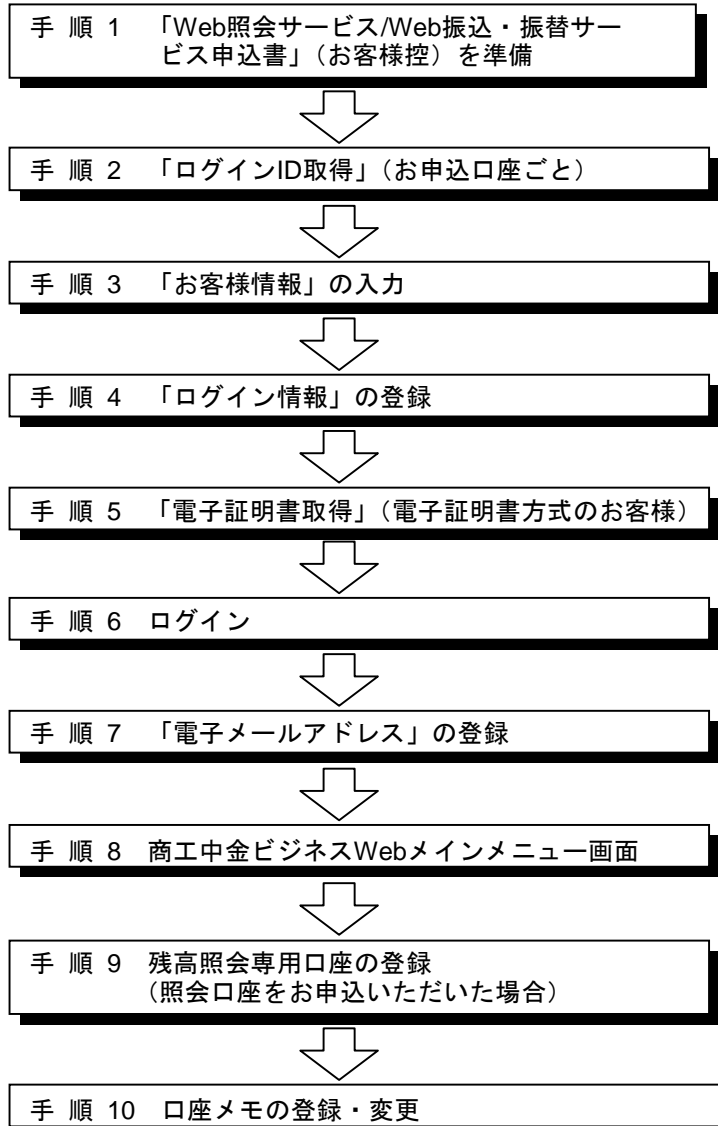 手 順 1　「Web照会サービス/Web振込・振替サー
ビス申込書」（お客様控）を準備
手 順 2　「ログインID取得」（お申込口座ごと）
手 順 3　「お客様情報」の入力
手 順 4　「ログイン情報」の登録
手 順 5　「電子証明書取得」（電子証明書方式のお客様）
手 順 6　ログイン
手 順 7　「電子メールアドレス」の登録
手 順 8　商工中金ビジネスWebメインメニュー画面
手 順 9　残高照会専用口座の登録
（照会口座をお申込いただいた場合）
手 順 10　口座メモの登録・変更